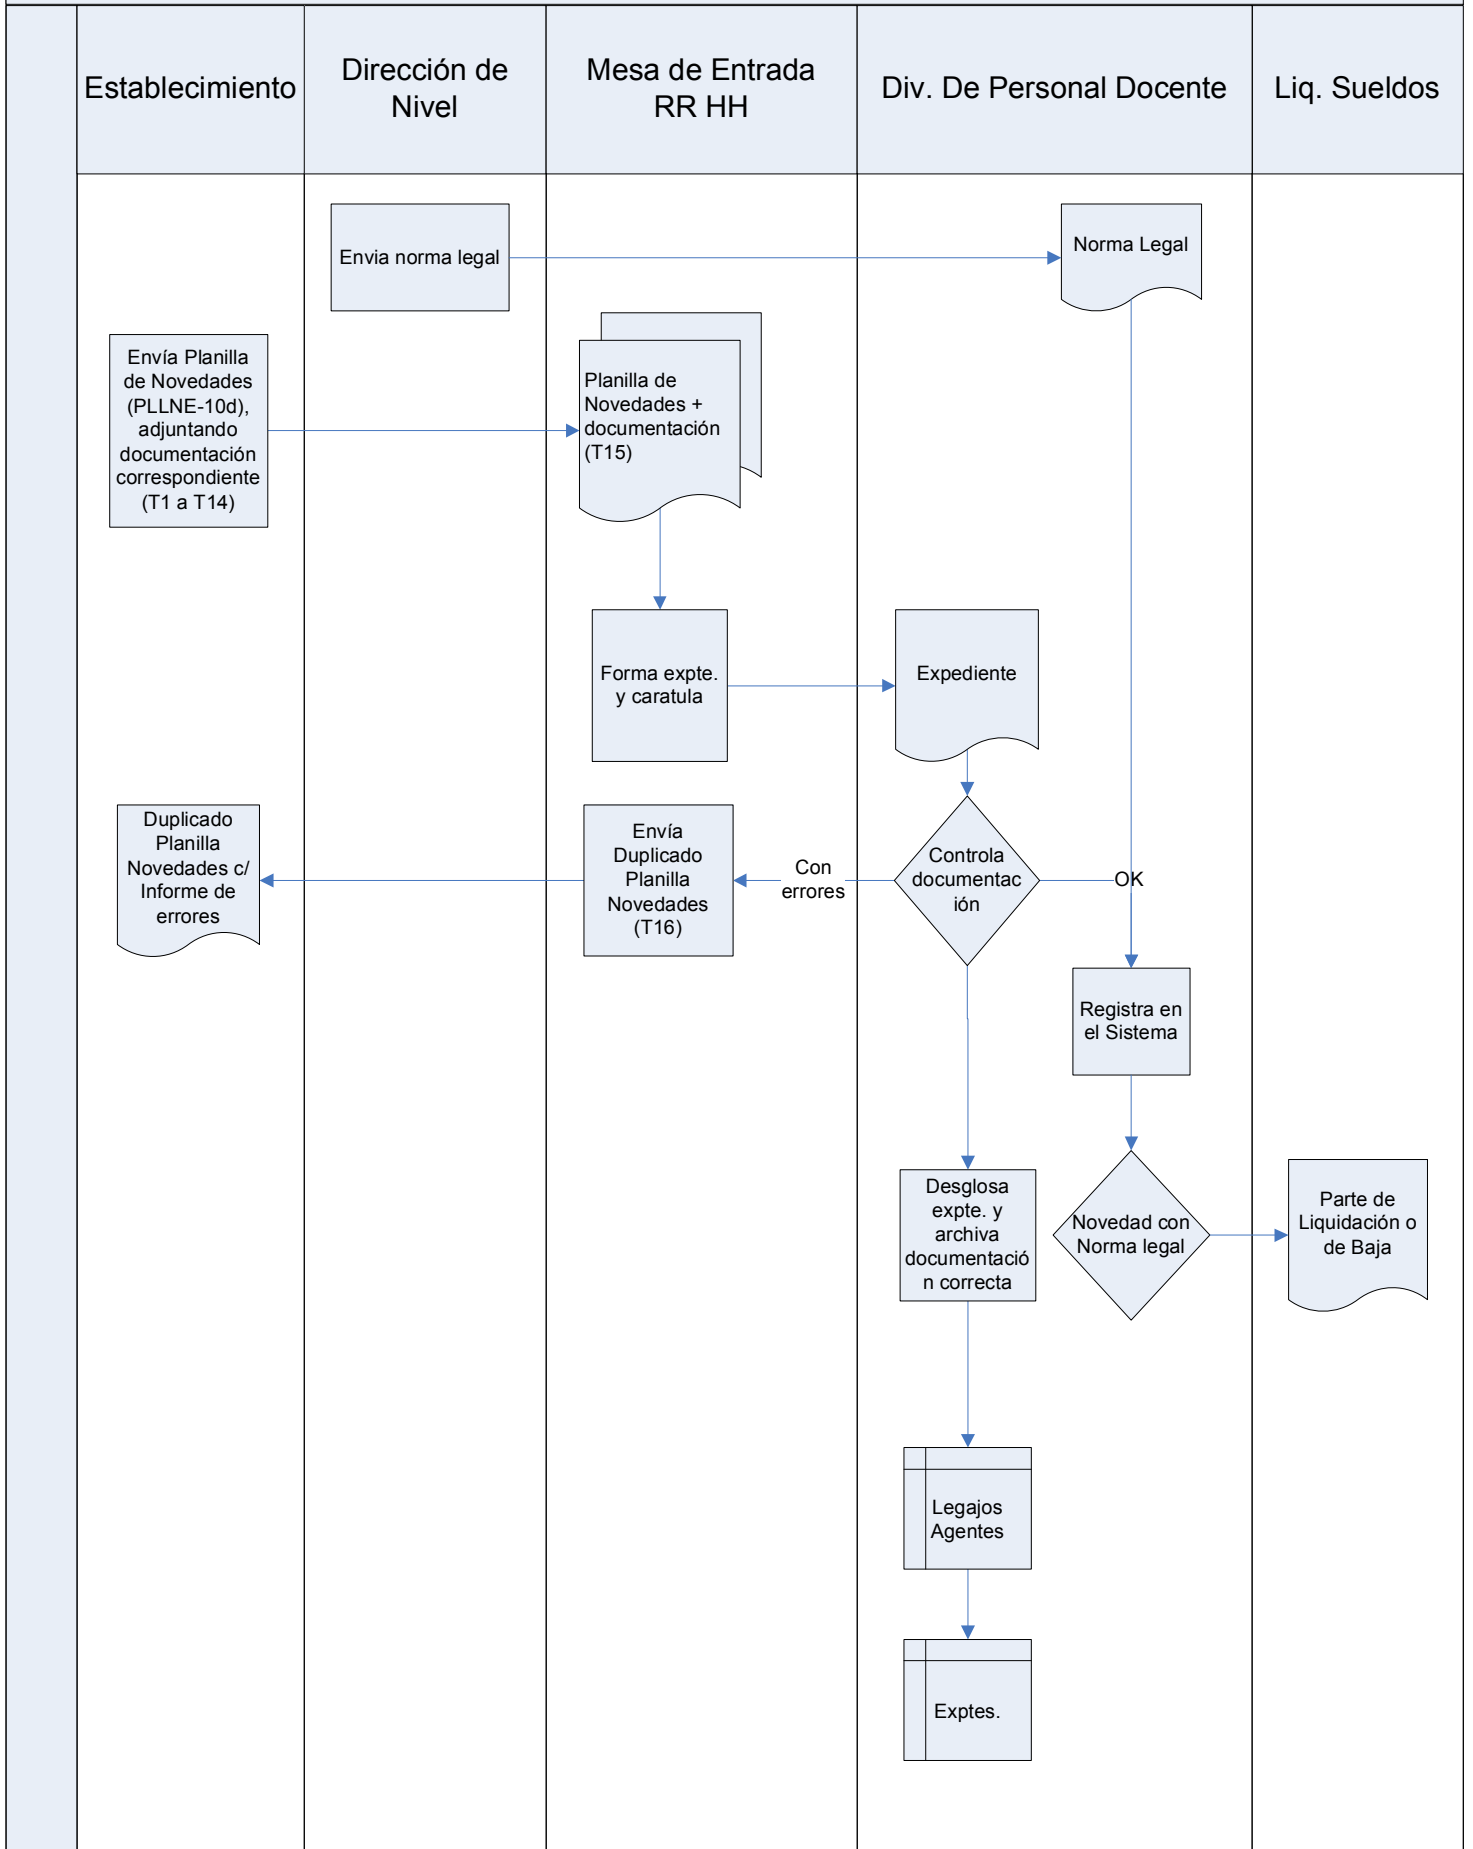 Establecimiento
Dirección de
Nivel
Mesa de Entrada
RR HH
Div. De Personal Docente
Liq. Sueldos
Envia norma legal
Norma Legal
Envía Planilla
de Novedades
(PLLNE-10d),
adjuntando
documentación
correspondiente
(T1 a T14)
Planilla de
Novedades +
documentación
(T15)
Forma expte.
y caratula
Expediente
Duplicado
Planilla
Novedades c/
Informe de
errores
Envía
Duplicado
Planilla
Novedades
(T16)
Con
errores
Controla
documentac
ión
OK
Registra en
el Sistema
Desglosa
expte. y
archiva
documentació
n correcta
Novedad con
Norma legal
Parte de
Liquidación o
de Baja
Legajos
Agentes
Exptes.